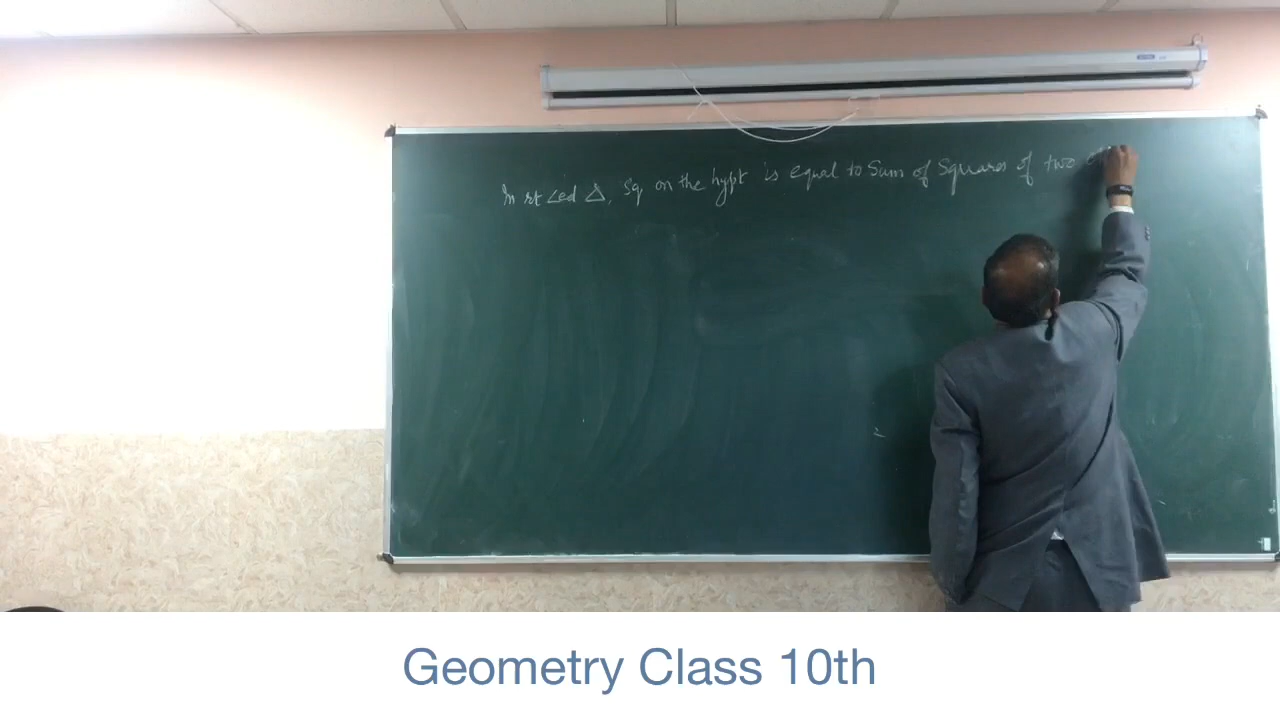 In rt ∠ed △, sq on the hypt is equal to Sum of Squares of two
Geometry Class 10th